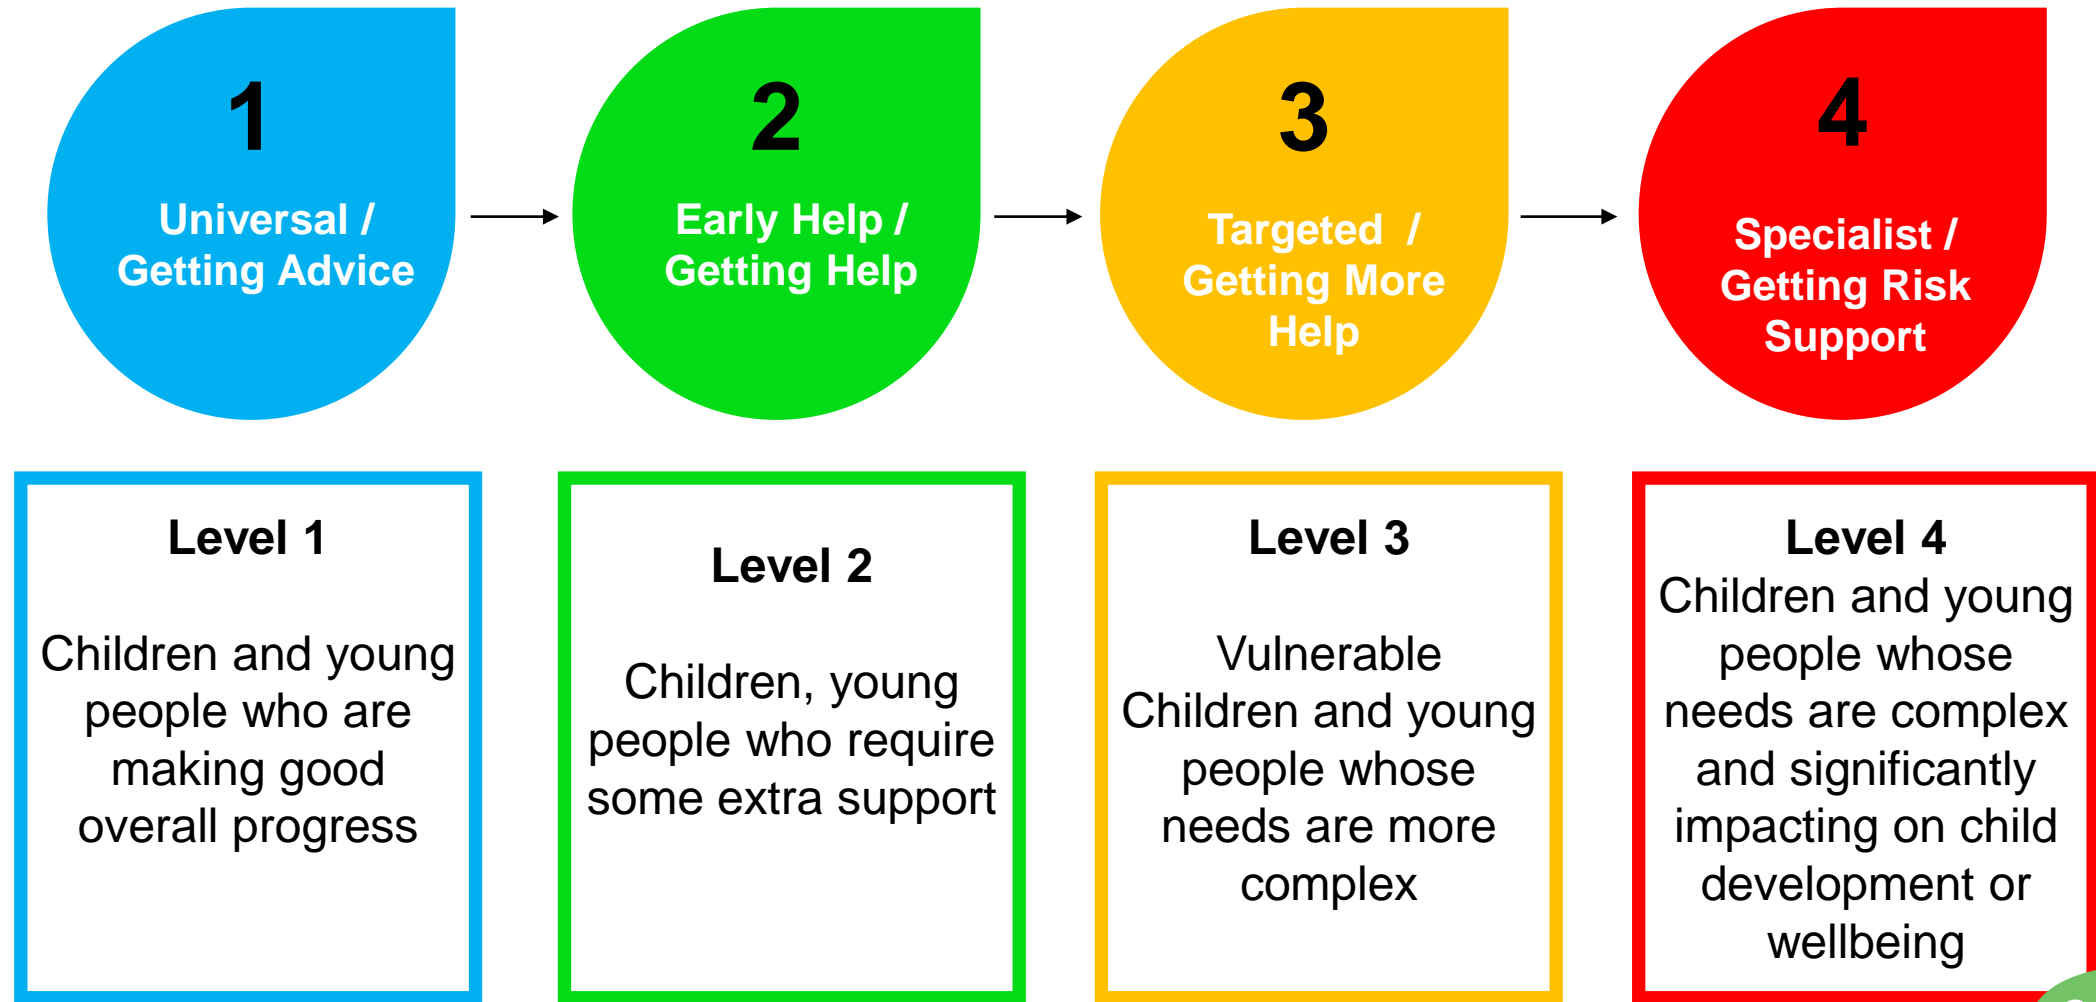 1
Universal /
Getting Advice
2
Early Help /
Getting Help
3
Targeted  /
Getting More
Help
4
Specialist /
Getting Risk
Support
Level 1
Children and young
people who are
making good
overall progress
Level 2
Children, young
people who require
some extra support
Level 3
Vulnerable
Children and young
people whose
needs are more
complex
Level 4
Children and young
people whose
needs are complex
and significantly
impacting on child
development or
wellbeing